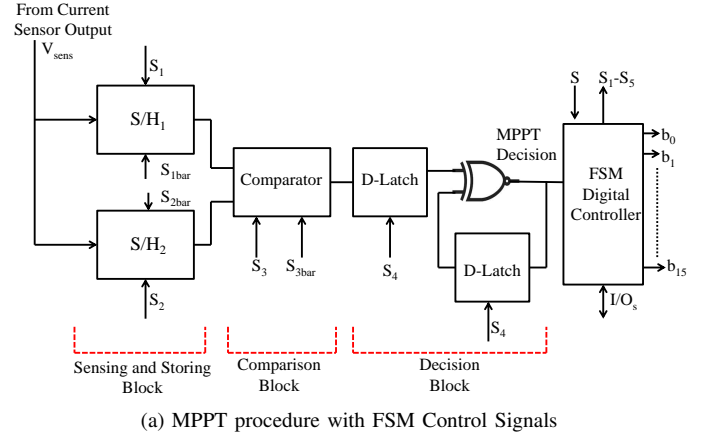 From Current
Sensor Output
V_sens
S_1
S/H_1
S_1bar
S_2bar
S/H_2
S_2
Comparator
S_3
S_3bar
D-Latch
S_4
MPPT
Decision
D-Latch
S_4
S
S_1-S_5
FSM
Digital
Controller
b_0
b_1
b_15
I/O_s
Sensing and Storing
Block
Comparison
Block
Decision
Block
(a) MPPT procedure with FSM Control Signals